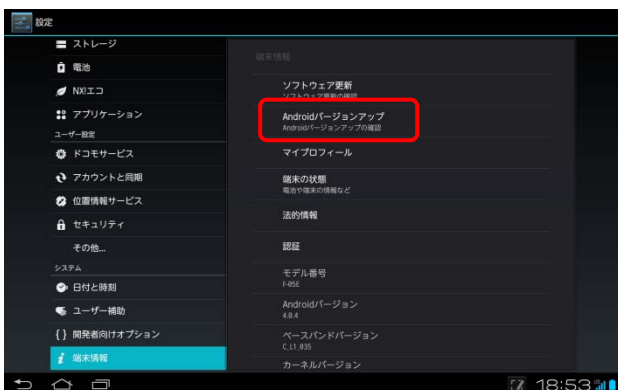 設定
ストレージ
電池
NX!エコ
アプリケーション
ユーザー設定
ドコモサービス
アカウントと同期
位置情報サービス
セキュリティ
その他...
システム
日付と時刻
ユーザー補助
{ } 開発者向けオプション
端末情報
端末情報
ソフトウェア更新
ソフトウェア更新の確認
Androidバージョンアップ
Androidバージョンアップの確認
マイプロフィール
端末の状態
電池や端末の情報など
法的情報
認証
モデル番号
F-05E
Androidバージョン
4.0.4
ベースバンドバージョン
C_L1_035
カーネルバージョン
18:53